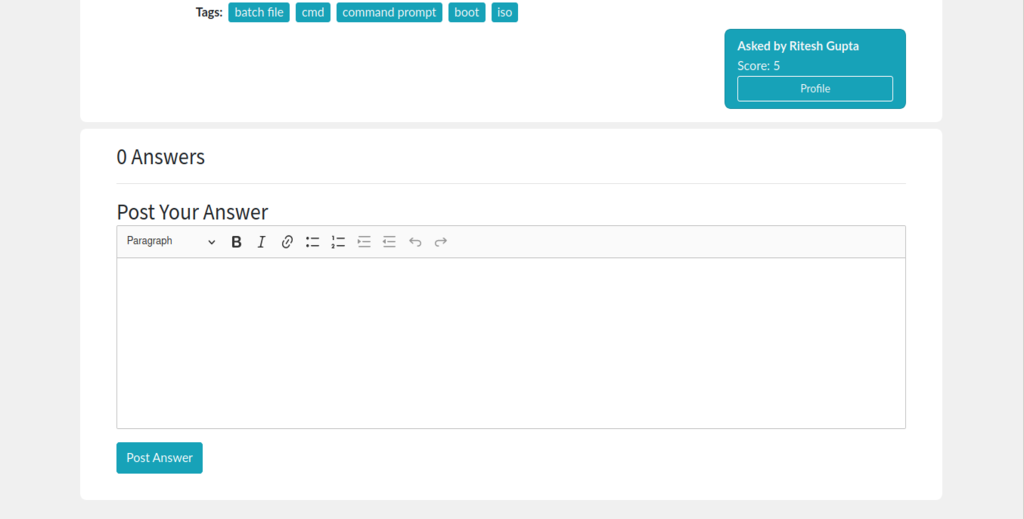 Tags: batch file cmd command prompt boot iso
Asked by Ritesh Gupta
Score: 5
Profile
0 Answers
Post Your Answer
Paragraph
Post Answer